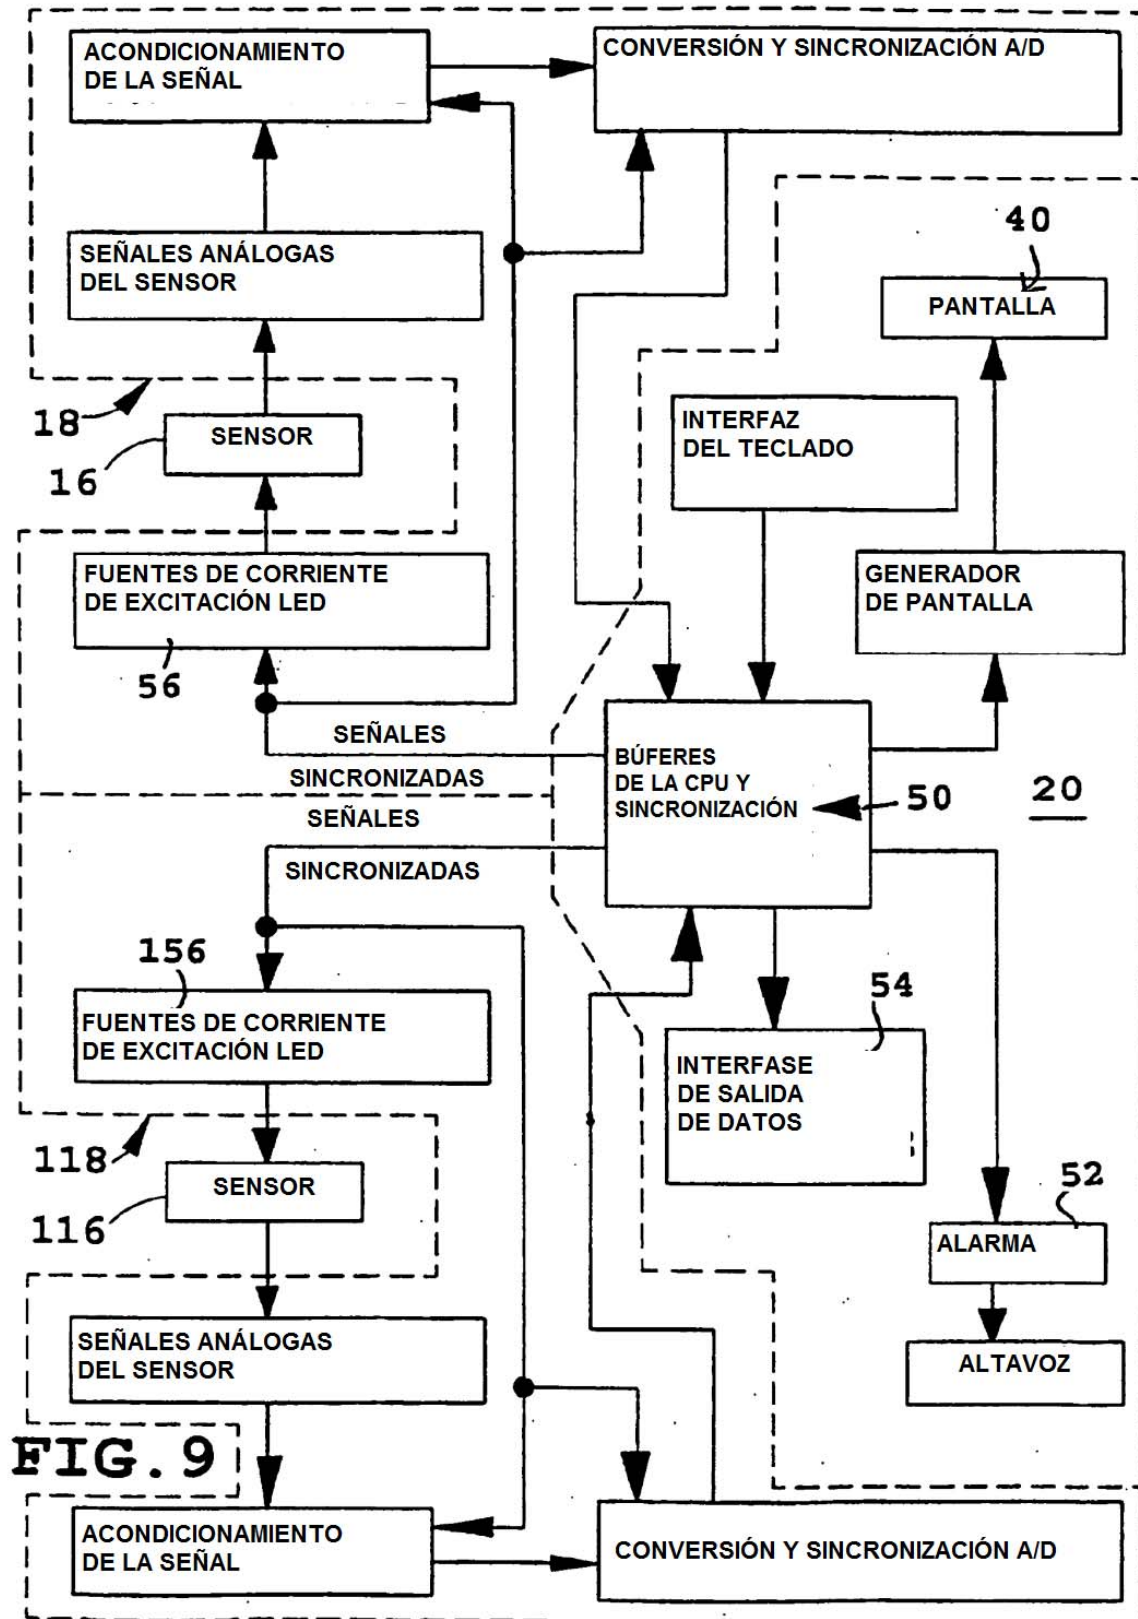 ACONDICIONAMIENTO
DE LA SEÑAL
CONVERSIÓN Y SINCRONIZACIÓN A/D
SEÑALES ANÁLOGAS
DEL SENSOR
40
PANTALLA
18
SENSOR
16
INTERFAZ
DEL TECLADO
FUENTES DE CORRIENTE
DE EXCITACIÓN LED
56
GENERADOR
DE PANTALLA
SEÑALES
SINCRONIZADAS
BÚFERES
DE LA CPU Y
SINCRONIZACIÓN
50
20
SEÑALES
SINCRONIZADAS
156
FUENTES DE CORRIENTE
DE EXCITACIÓN LED
54
INTERFASE
DE SALIDA
DE DATOS
118
SENSOR
116
52
ALARMA
SEÑALES ANÁLOGAS
DEL SENSOR
ALTAVOZ
FIG. 9
ACONDICIONAMIENTO
DE LA SEÑAL
CONVERSIÓN Y SINCRONIZACIÓN A/D